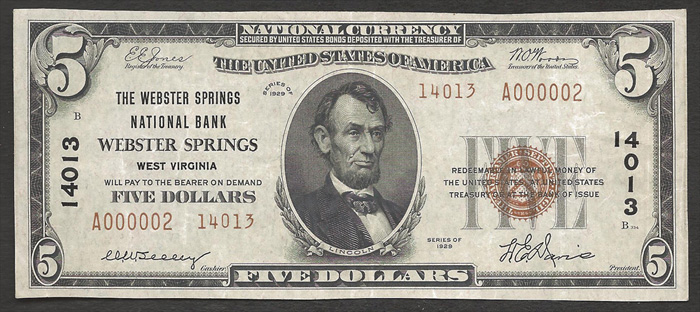 NATIONAL CURRENCY
SECURED BY UNITED STATES BONDS DEPOSITED WITH THE TREASURER OF
THE UNITED STATES OF AMERICA
5
5
E.E. Jones
Register of the Treasury
W.O. Woods
Treasurer of the United States
SERIES OF
1929
14013 A000002
THE WEBSTER SPRINGS
NATIONAL BANK
WEBSTER SPRINGS
WEST VIRGINIA
WILL PAY TO THE BEARER ON DEMAND
FIVE DOLLARS
A000002 14013
B
14013
FIVE
REDEEMABLE IN LAWFUL MONEY OF
THE UNITED STATES AT UNITED STATES
TREASURY OR AT THE BANK OF ISSUE
14013
B
LINCOLN
SERIES OF
1929
Cashier
President
5
FIVE DOLLARS
5